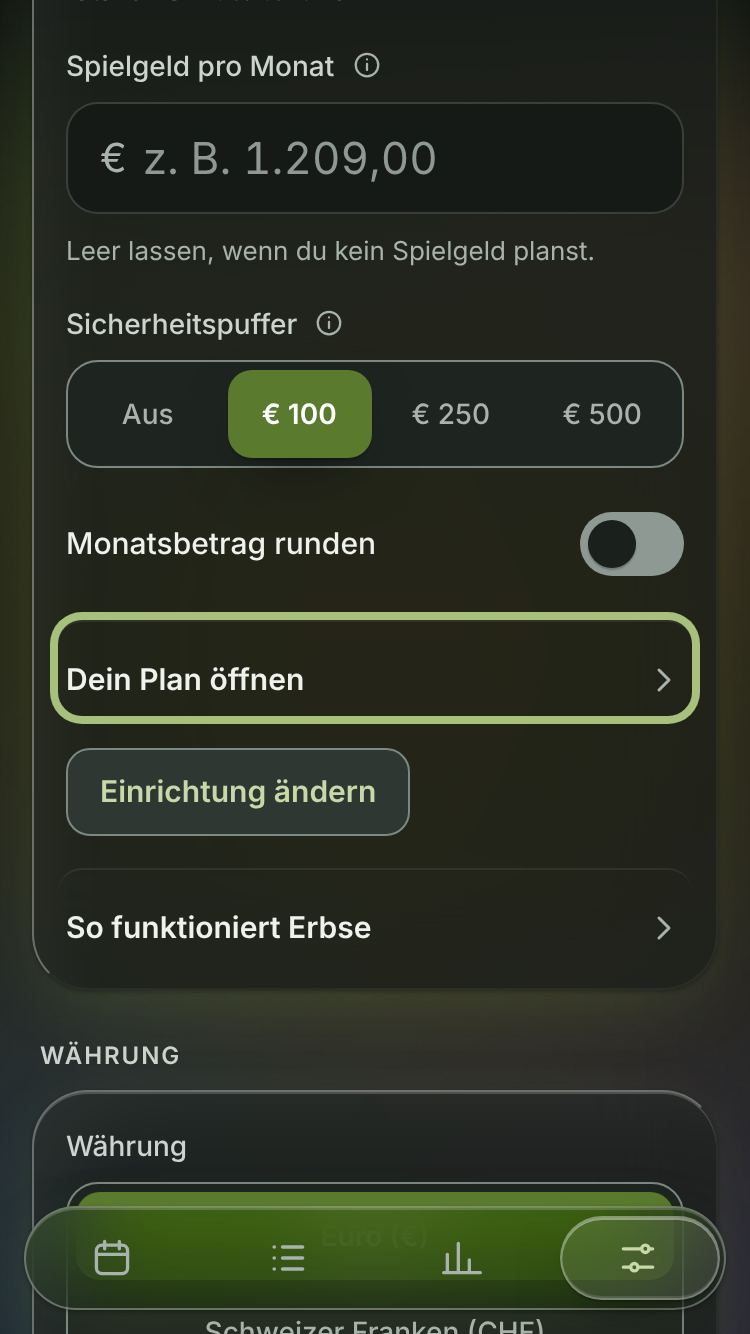 Spielgeld pro Monat
€ z. B. 1.209,00
Leer lassen, wenn du kein Spielgeld planst.
Sicherheitspuffer
Aus € 100 € 250 € 500
Monatsbetrag runden
Dein Plan öffnen
Einrichtung ändern
So funktioniert Erbse
WÄHRUNG
Währung
Euro (€)
Schweizer Franken (CHF)